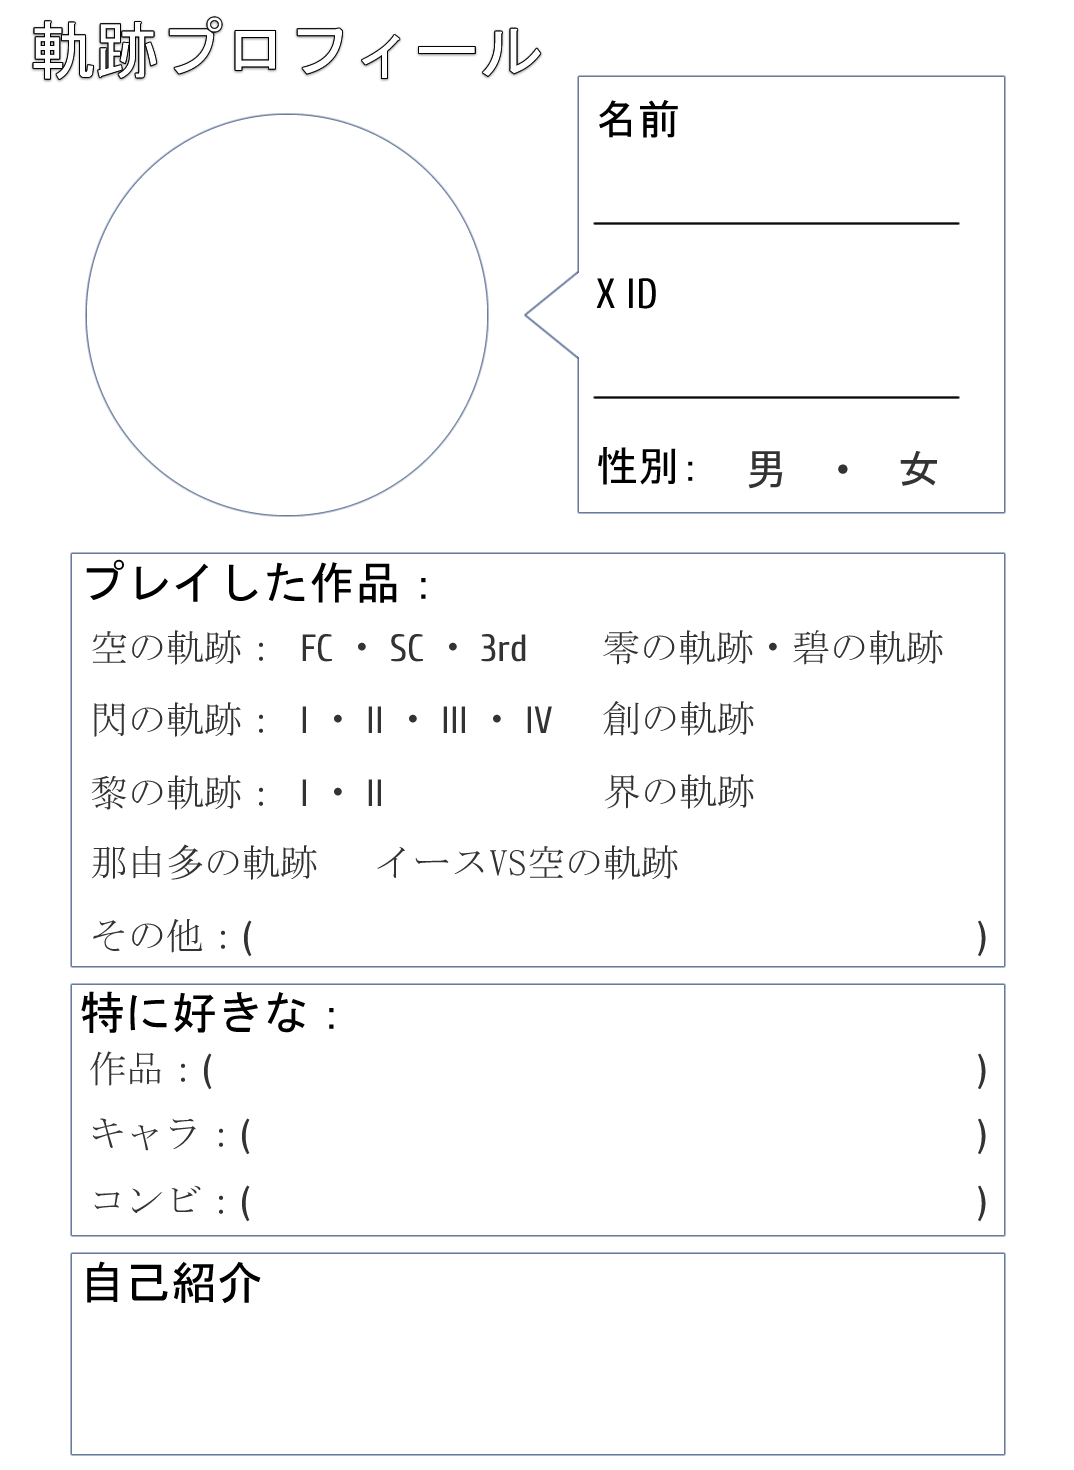 軌跡プロフィール
名前
X ID
性別： 男 ・ 女
プレイした作品：
空の軌跡： FC ・ SC ・ 3rd 零の軌跡・碧の軌跡
閃の軌跡： Ⅰ ・ Ⅱ ・ Ⅲ ・ Ⅳ 創の軌跡
黎の軌跡： Ⅰ ・ Ⅱ 界の軌跡
那由多の軌跡 イースVS空の軌跡
その他：( )
特に好きな：
作品：( )
キャラ：( )
コンビ：( )
自己紹介